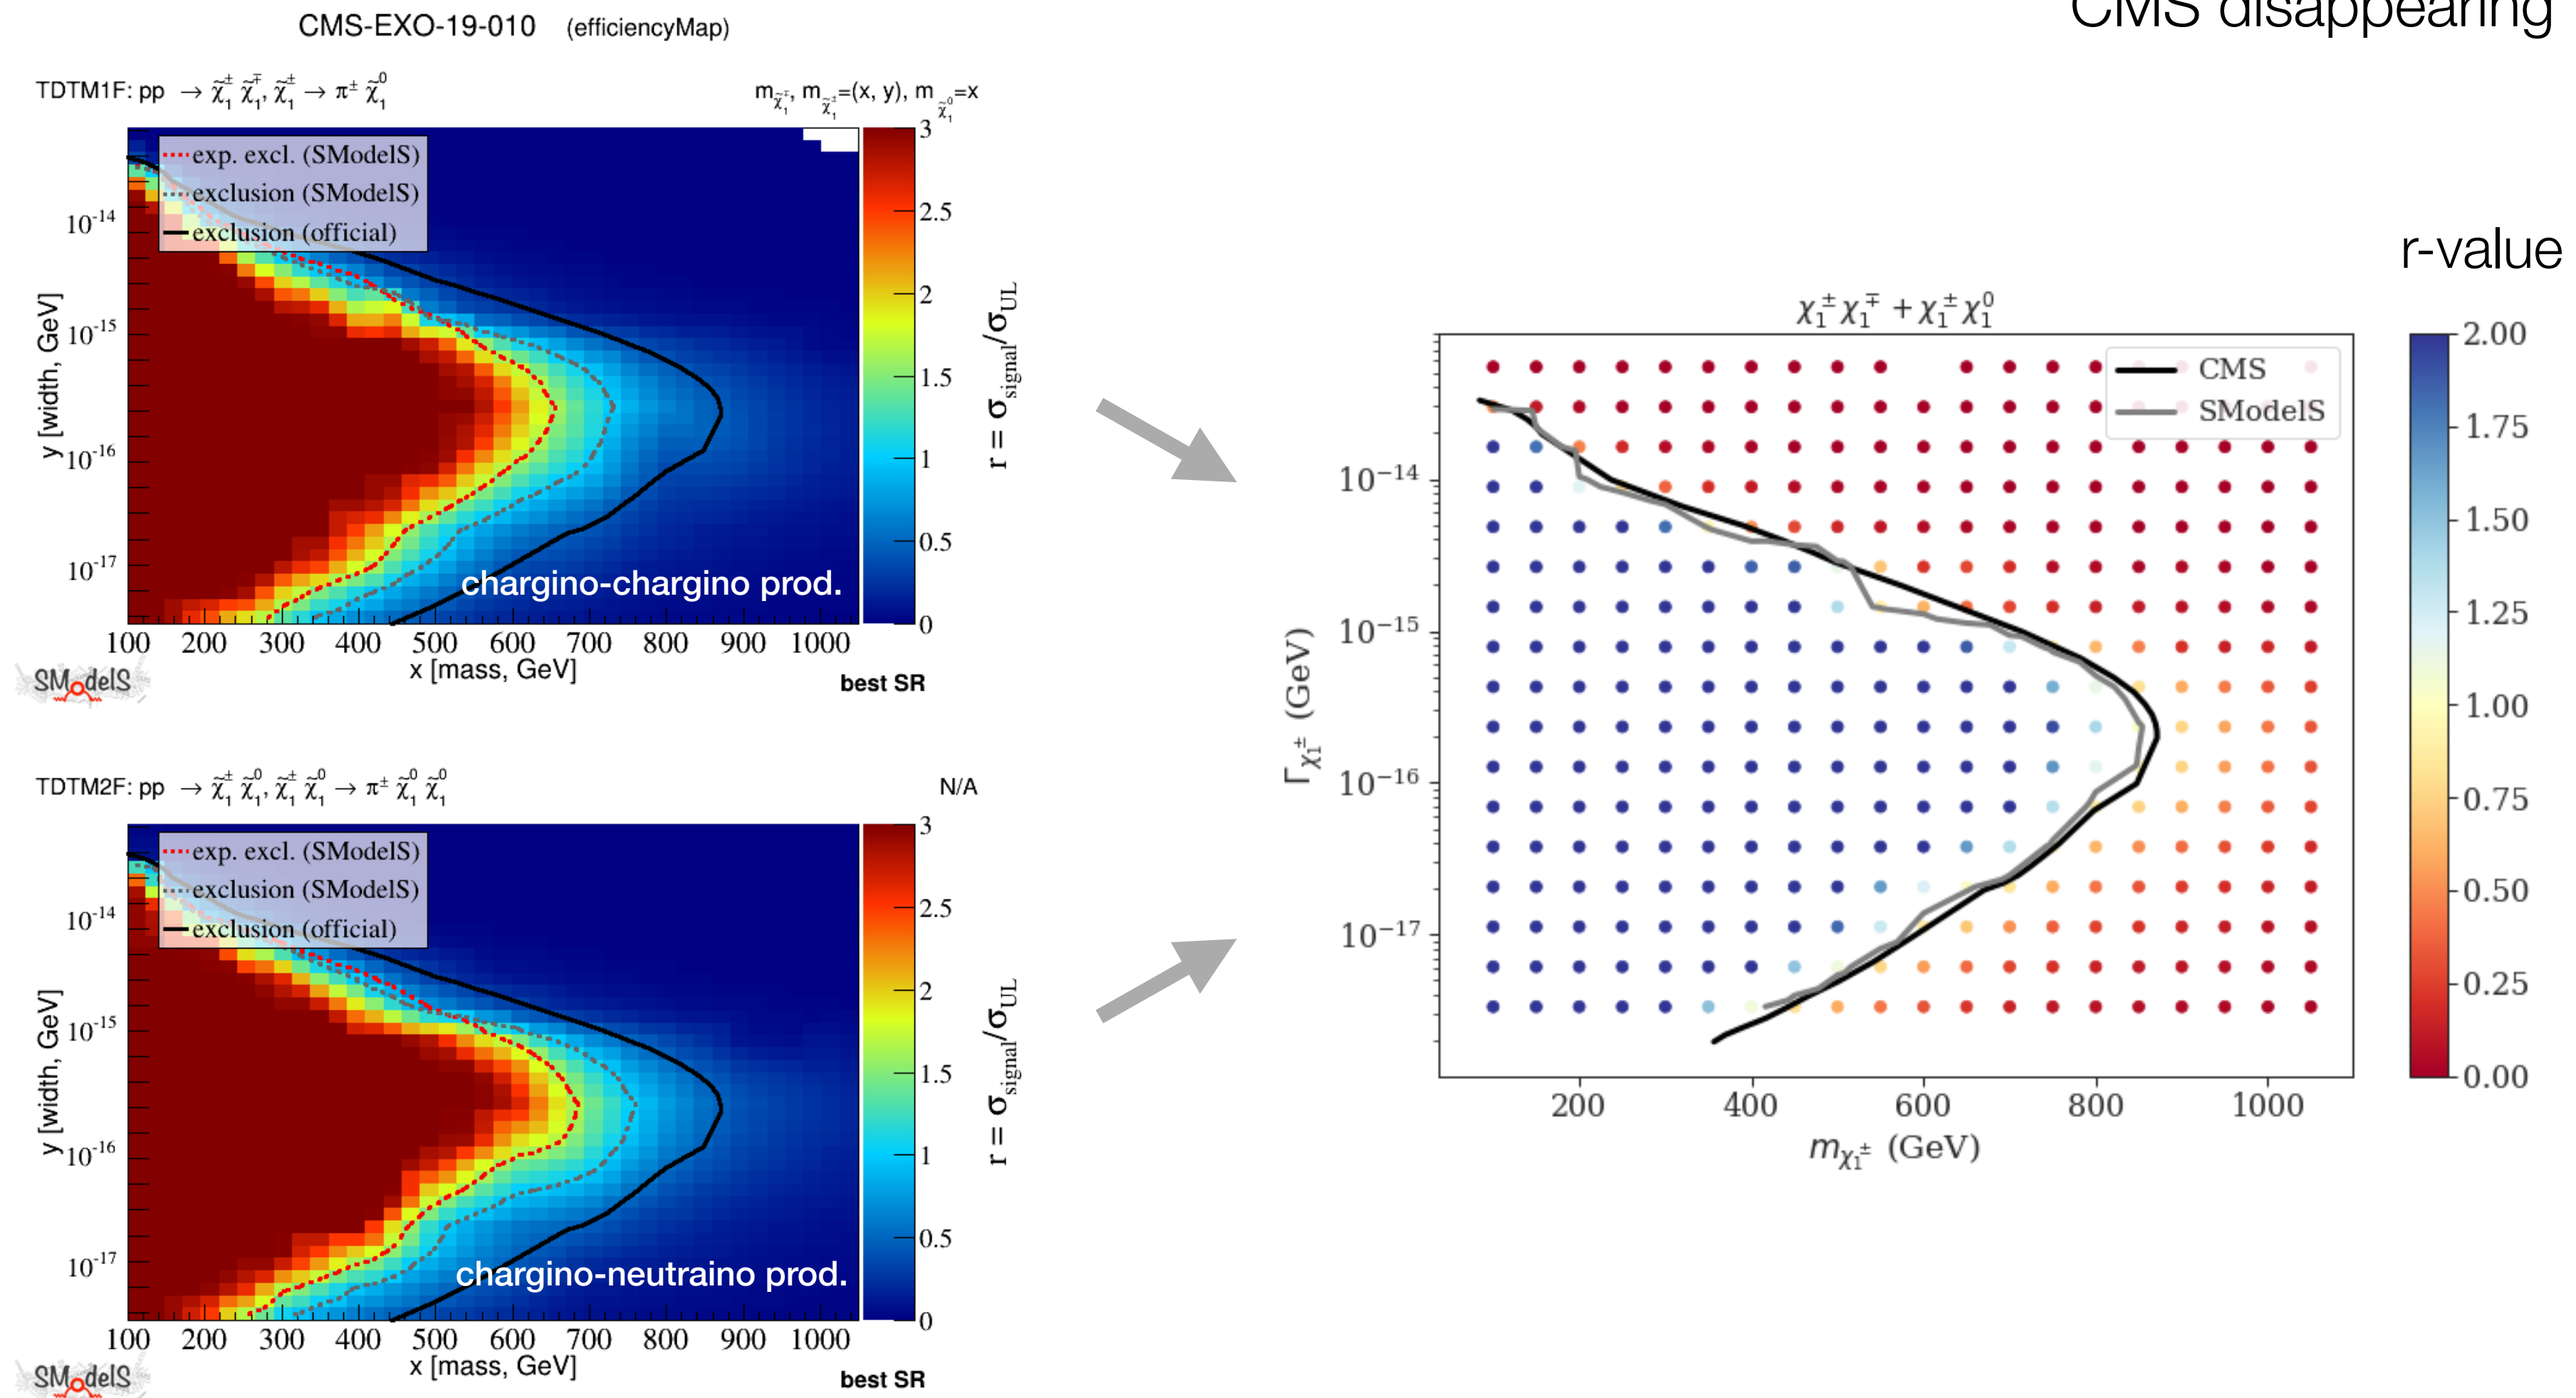 CMS disappearing
CMS-EXO-19-010 (efficiencyMap)
TDTM1F: pp → χ̃₁± χ̃₁∓, χ̃₁± → π± χ̃₁⁰
m_χ̃₁∓, m_χ̃₁±=(x, y), m_χ̃₁⁰=x
exp. excl. (SModelS)
exclusion (SModelS)
exclusion (official)
y [width, GeV]
10⁻¹⁴
10⁻¹⁵
10⁻¹⁶
10⁻¹⁷
chargino-chargino prod.
100 200 300 400 500 600 700 800 900 1000
x [mass, GeV]
3
2.5
2
1.5
1
0.5
0
r = σ_signal/σ_UL
SModelS
best SR
TDTM2F: pp → χ̃₁± χ̃₁⁰, χ̃₁± χ̃₁⁰ → π± χ̃₁⁰ χ̃₁⁰
N/A
exp. excl. (SModelS)
exclusion (SModelS)
exclusion (official)
y [width, GeV]
10⁻¹⁴
10⁻¹⁵
10⁻¹⁶
10⁻¹⁷
chargino-neutraino prod.
100 200 300 400 500 600 700 800 900 1000
x [mass, GeV]
3
2.5
2
1.5
1
0.5
0
r = σ_signal/σ_UL
SModelS
best SR
r-value
χ₁±χ₁∓ + χ₁±χ₁⁰
CMS
SModelS
Γ_χ₁± (GeV)
10⁻¹⁴
10⁻¹⁵
10⁻¹⁶
10⁻¹⁷
200 400 600 800 1000
m_χ₁± (GeV)
2.00
1.75
1.50
1.25
1.00
0.75
0.50
0.25
0.00